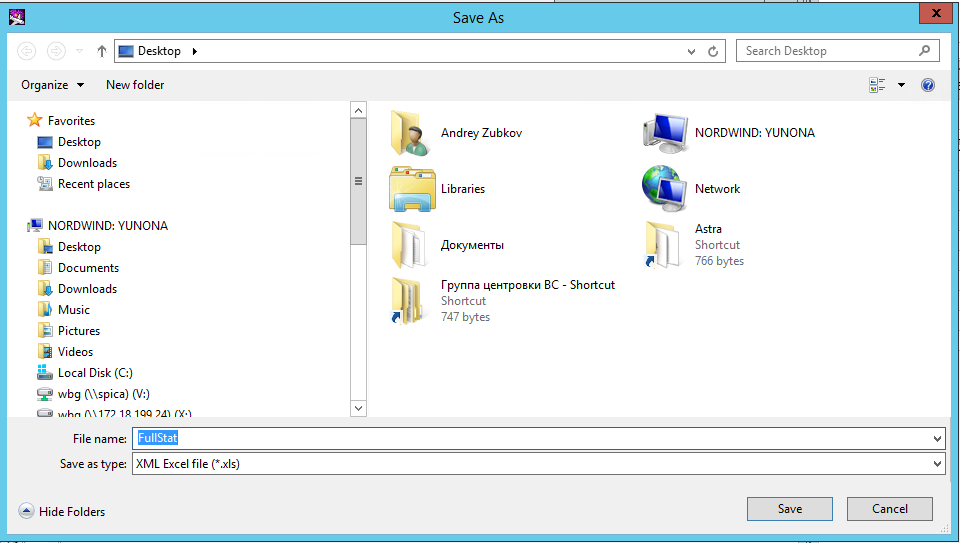 Save As
Desktop
Search Desktop
Organize
New folder
Favorites
Desktop
Downloads
Recent places
NORDWIND: YUNONA
Desktop
Documents
Downloads
Music
Pictures
Videos
Local Disk (C:)
wbg (\\spica) (V:)
wbg (\\172.18.199.24) (X:)
Andrey Zubkov
NORDWIND: YUNONA
Libraries
Network
Документы
Astra
Shortcut
766 bytes
Группа центровки ВС - Shortcut
Shortcut
747 bytes
File name:
FullStat
Save as type:
XML Excel file (*.xls)
Hide Folders
Save
Cancel